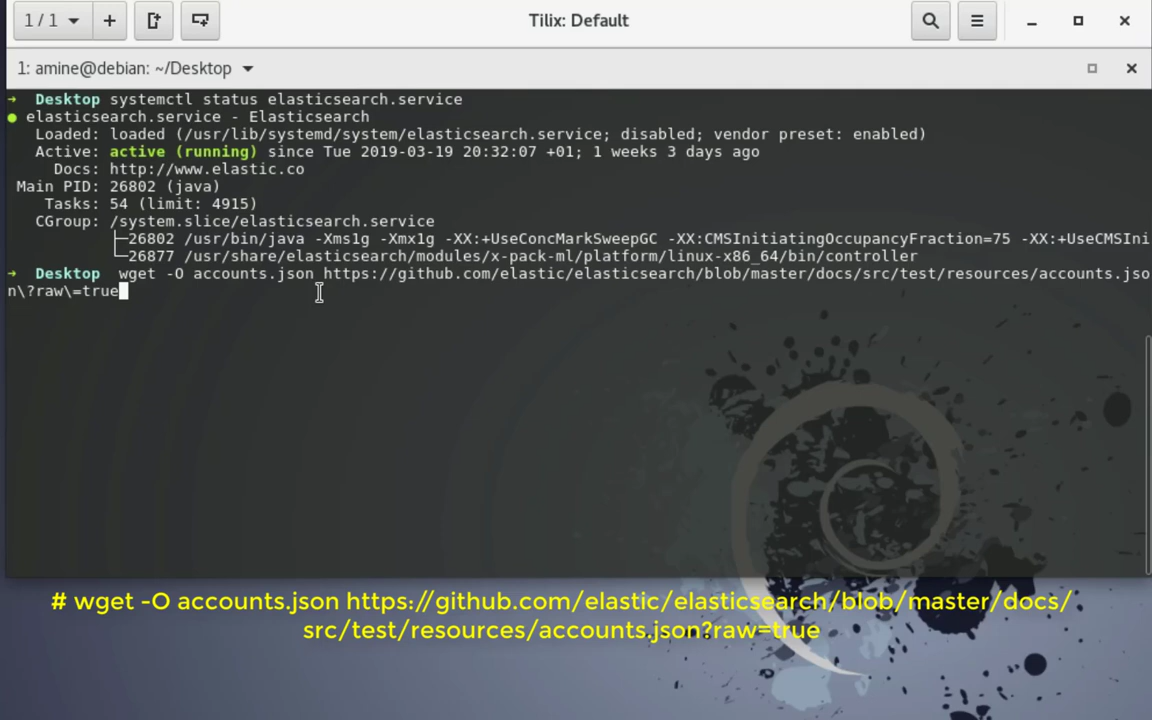 1 / 1
Tilix: Default
1: amine@debian: ~/Desktop
➜ Desktop systemctl status elasticsearch.service
● elasticsearch.service - Elasticsearch
Loaded: loaded (/usr/lib/systemd/system/elasticsearch.service; disabled; vendor preset: enabled)
Active: active (running) since Tue 2019-03-19 20:32:07 +01; 1 weeks 3 days ago
Docs: http://www.elastic.co
Main PID: 26802 (java)
Tasks: 54 (limit: 4915)
CGroup: /system.slice/elasticsearch.service
├─26802 /usr/bin/java -Xms1g -Xmx1g -XX:+UseConcMarkSweepGC -XX:CMSInitiatingOccupancyFraction=75 -XX:+UseCMSIni
└─26877 /usr/share/elasticsearch/modules/x-pack-ml/platform/linux-x86_64/bin/controller
➜ Desktop wget -O accounts.json https://github.com/elastic/elasticsearch/blob/master/docs/src/test/resources/accounts.jso
n\?raw\=true
# wget -O accounts.json https://github.com/elastic/elasticsearch/blob/master/docs/
src/test/resources/accounts.json?raw=true